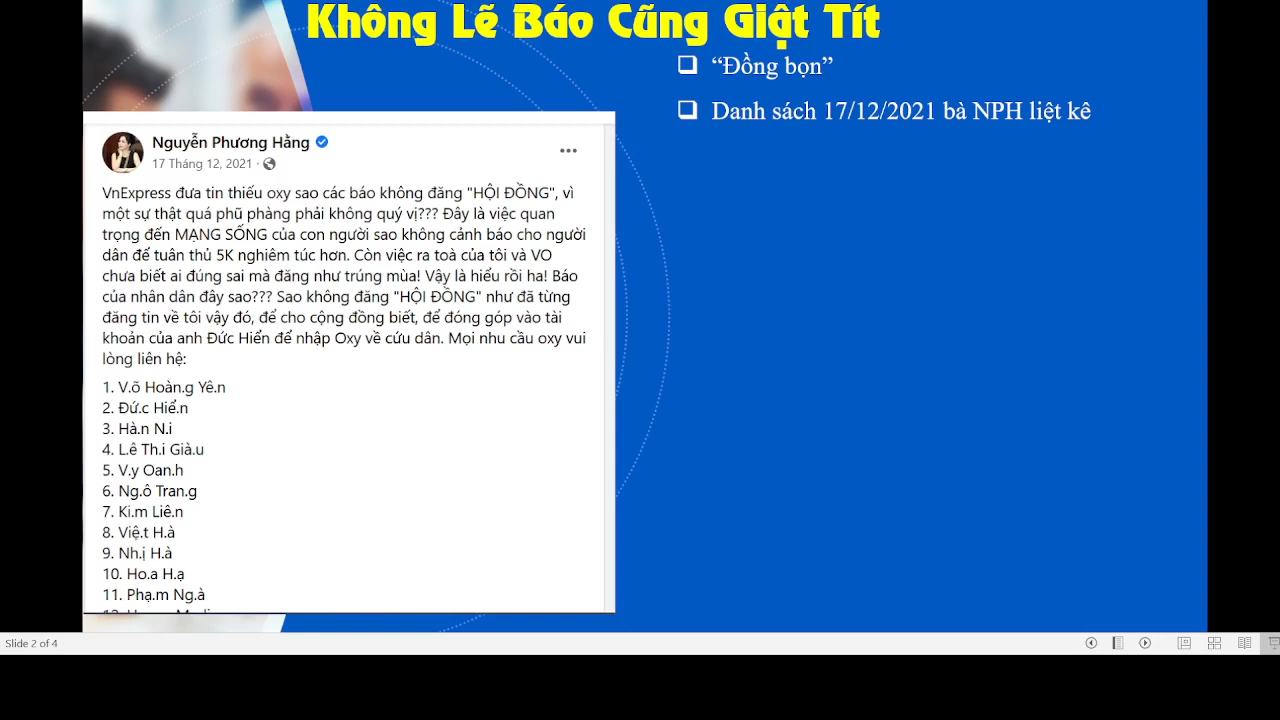 Không Lẽ Báo Cũng Giật Tít
❑ “Đồng bọn”
❑ Danh sách 17/12/2021 bà NPH liệt kê
Nguyễn Phương Hằng
17 Tháng 12, 2021 ·
VnExpress đưa tin thiếu oxy sao các báo không đăng "HỘI ĐỒNG", vì
một sự thật quá phũ phàng phải không quý vị??? Đây là việc quan
trọng đến MẠNG SỐNG của con người sao không cảnh báo cho người
dân để tuân thủ 5K nghiêm túc hơn. Còn việc ra toà của tôi và VO
chưa biết ai đúng sai mà đăng như trúng mùa! Vậy là hiểu rồi ha! Báo
của nhân dân đây sao??? Sao không đăng "HỘI ĐỒNG" như đã từng
đăng tin về tôi vậy đó, để cho cộng đồng biết, để đóng góp vào tài
khoản của anh Đức Hiển để nhập Oxy về cứu dân. Mọi nhu cầu oxy vui
lòng liên hệ:
1. V.õ Hoàn.g Yê.n
2. Đứ.c Hiể.n
3. Hà.n N.i
4. L.ê Th.i Già.u
5. V.y Oan.h
6. Ng.ô Tran.g
7. Ki.m Liê.n
8. Việ.t H.à
9. Nh.ị H.à
10. Ho.a H.ạ
11. Phạ.m Ng.à
Slide 2 of 4